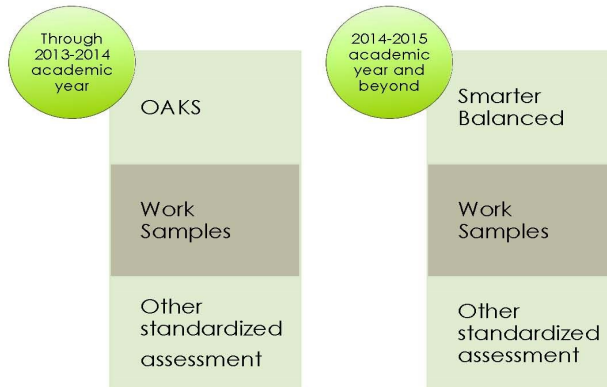 Through
2013-2014
academic
year
OAKS
Work
Samples
Other
standardized
assessment
2014-2015
academic
year and
beyond
Smarter
Balanced
Work
Samples
Other
standardized
assessment